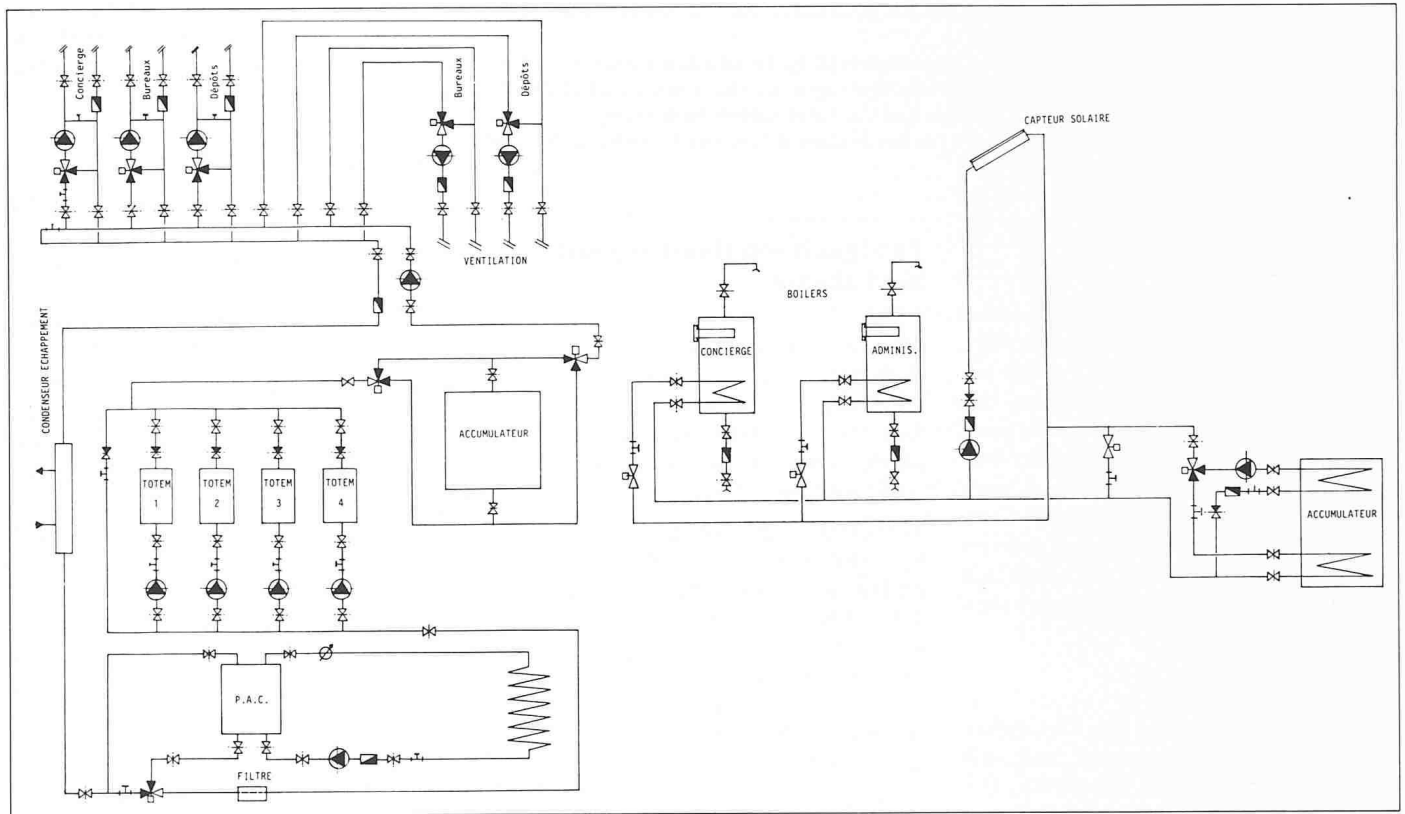 Concierge
Bureaux
Dépôts
Bureaux
Dépôts
VENTILATION
CAPTEUR SOLAIRE
BOILERS
CONCIERGE
ADMINIS.
CONDENSEUR ECHAPPEMENT
ACCUMULATEUR
TOTEM
1
TOTEM
2
TOTEM
3
TOTEM
4
ACCUMULATEUR
P.A.C.
FILTRE